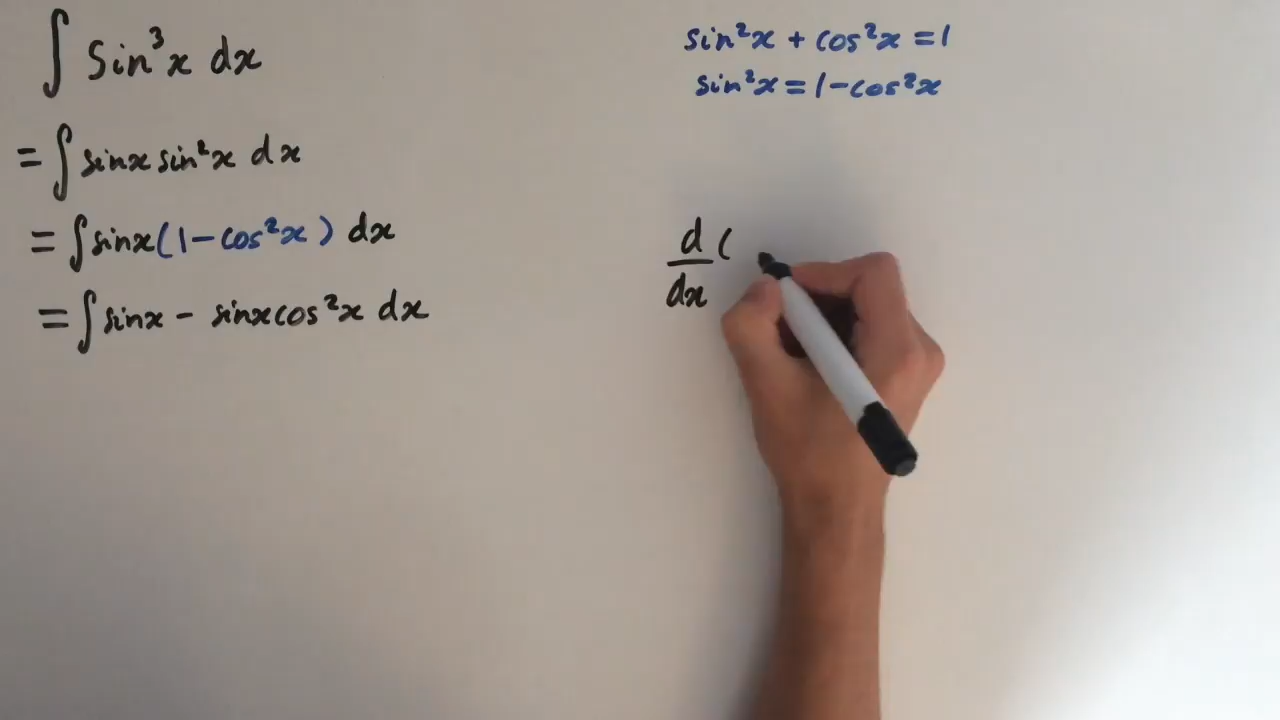 ∫ Sin³x dx
= ∫ sinx sin²x dx
= ∫ sinx(1-cos²x) dx
= ∫ sinx - sinxcos²x dx
sin²x + cos²x = 1
sin²x = 1-cos²x
d/dx (